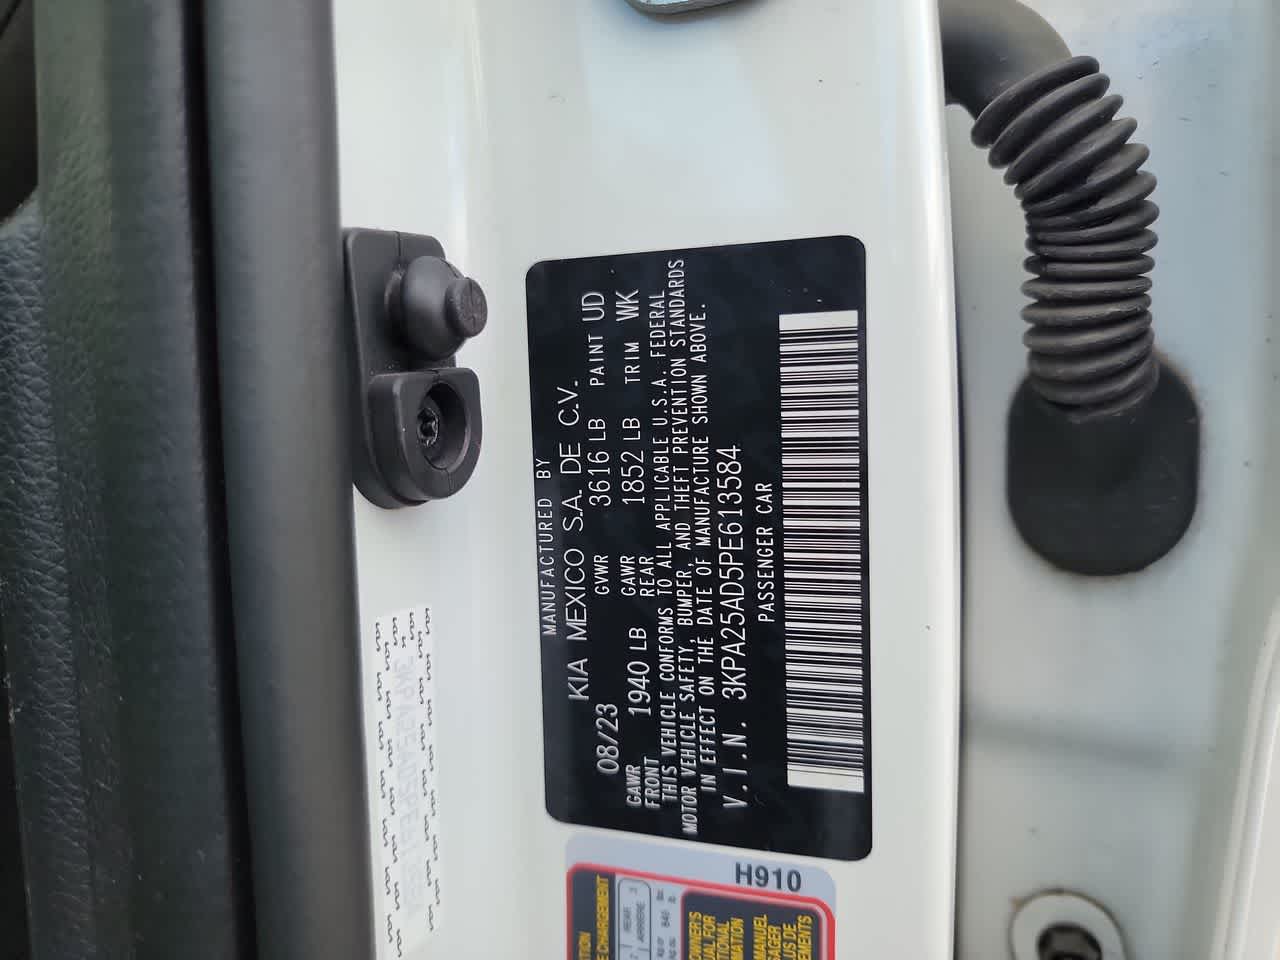 MANUFACTURED BY
KIA MEXICO S.A. DE C.V.
08/23 GVWR 3616 LB PAINT UD
GAWR FRONT 1940 LB GAWR REAR 1852 LB TRIM WK
THIS VEHICLE CONFORMS TO ALL APPLICABLE U.S.A. FEDERAL
MOTOR VEHICLE SAFETY, BUMPER, AND THEFT PREVENTION STANDARDS
IN EFFECT ON THE DATE OF MANUFACTURE SHOWN ABOVE.
V.I.N. 3KPA25AD5PE613584
PASSENGER CAR
H910